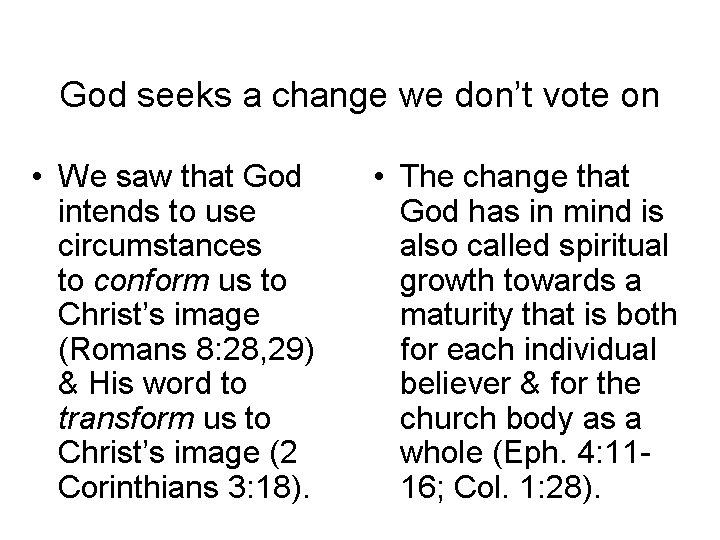 God seeks a change we don’t vote on
• We saw that God
intends to use
circumstances
to conform us to
Christ’s image
(Romans 8:28,29)
& His word to
transform us to
Christ’s image (2
Corinthians 3:18).
• The change that
God has in mind is
also called spiritual
growth towards a
maturity that is both
for each individual
believer & for the
church body as a
whole (Eph. 4:11-
16; Col. 1:28).